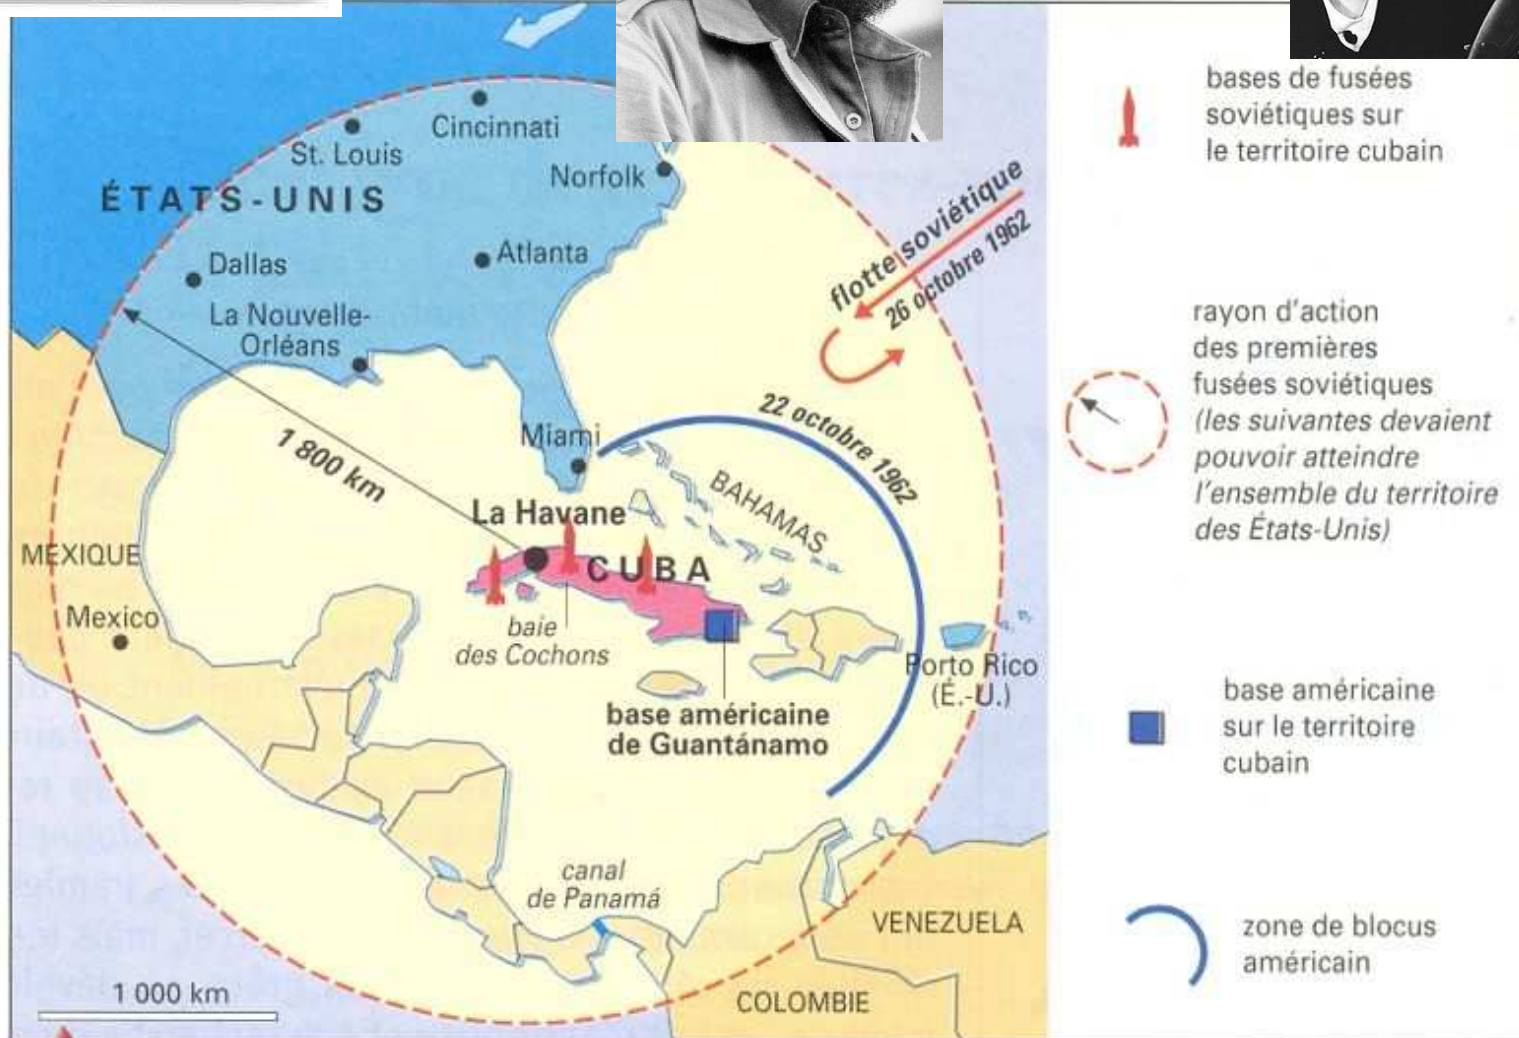 Cincinnati
St. Louis
Norfolk
ÉTATS-UNIS
Atlanta
Dallas
La Nouvelle-
Orléans
flotte soviétique
26 octobre 1962
1 800 km
Miami
22 octobre 1962
BAHAMAS
La Havane
CUBA
MEXIQUE
Mexico
baie
des Cochons
Porto Rico
(É.-U.)
base américaine
de Guantánamo
canal
de Panamá
VENEZUELA
COLOMBIE
1 000 km
bases de fusées
soviétiques sur
le territoire cubain
rayon d'action
des premières
fusées soviétiques
(les suivantes devaient
pouvoir atteindre
l'ensemble du territoire
des États-Unis)
base américaine
sur le territoire
cubain
zone de blocus
américain